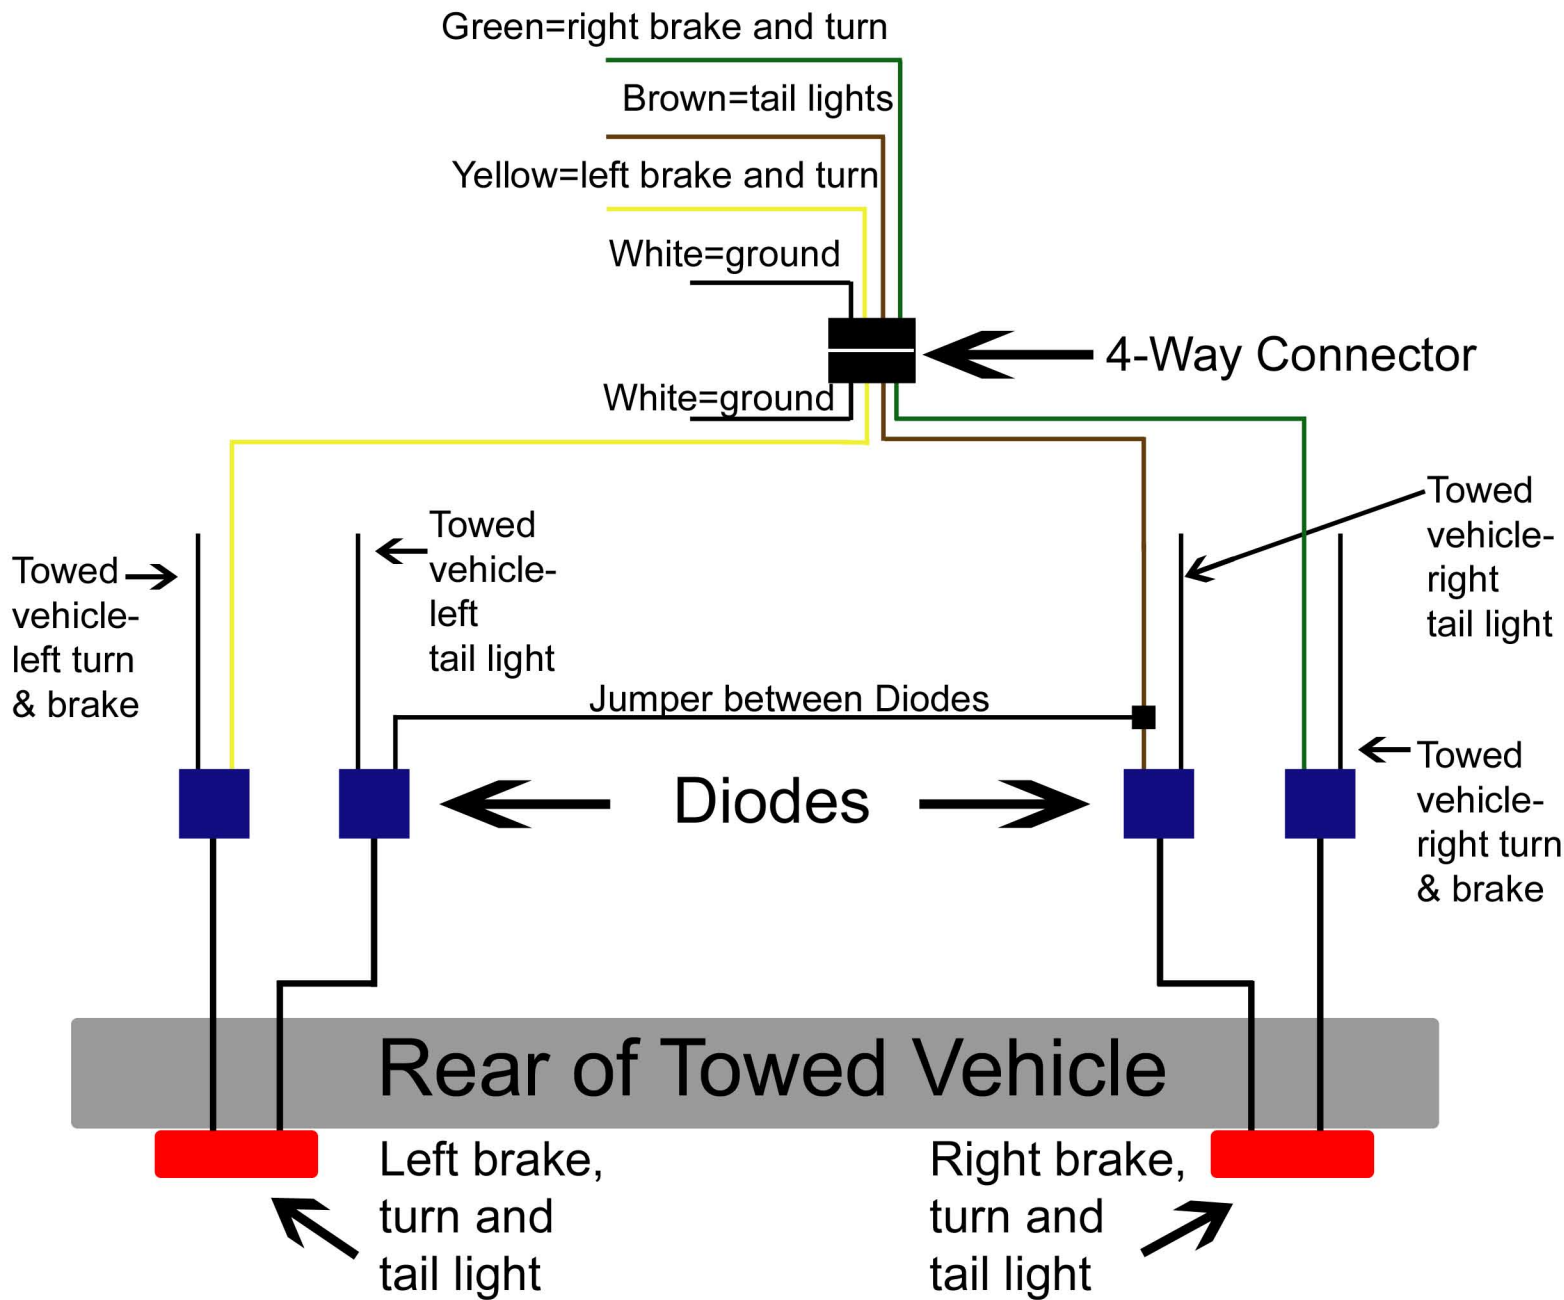 Green=right brake and turn
Brown=tail lights
Yellow=left brake and turn
White=ground
4-Way Connector
White=ground
Towed
vehicle-
left turn
& brake
Towed
vehicle-
left
tail light
Towed
vehicle-
right
tail light
Jumper between Diodes
Diodes
Towed
vehicle-
right turn
& brake
Rear of Towed Vehicle
Left brake,
turn and
tail light
Right brake,
turn and
tail light